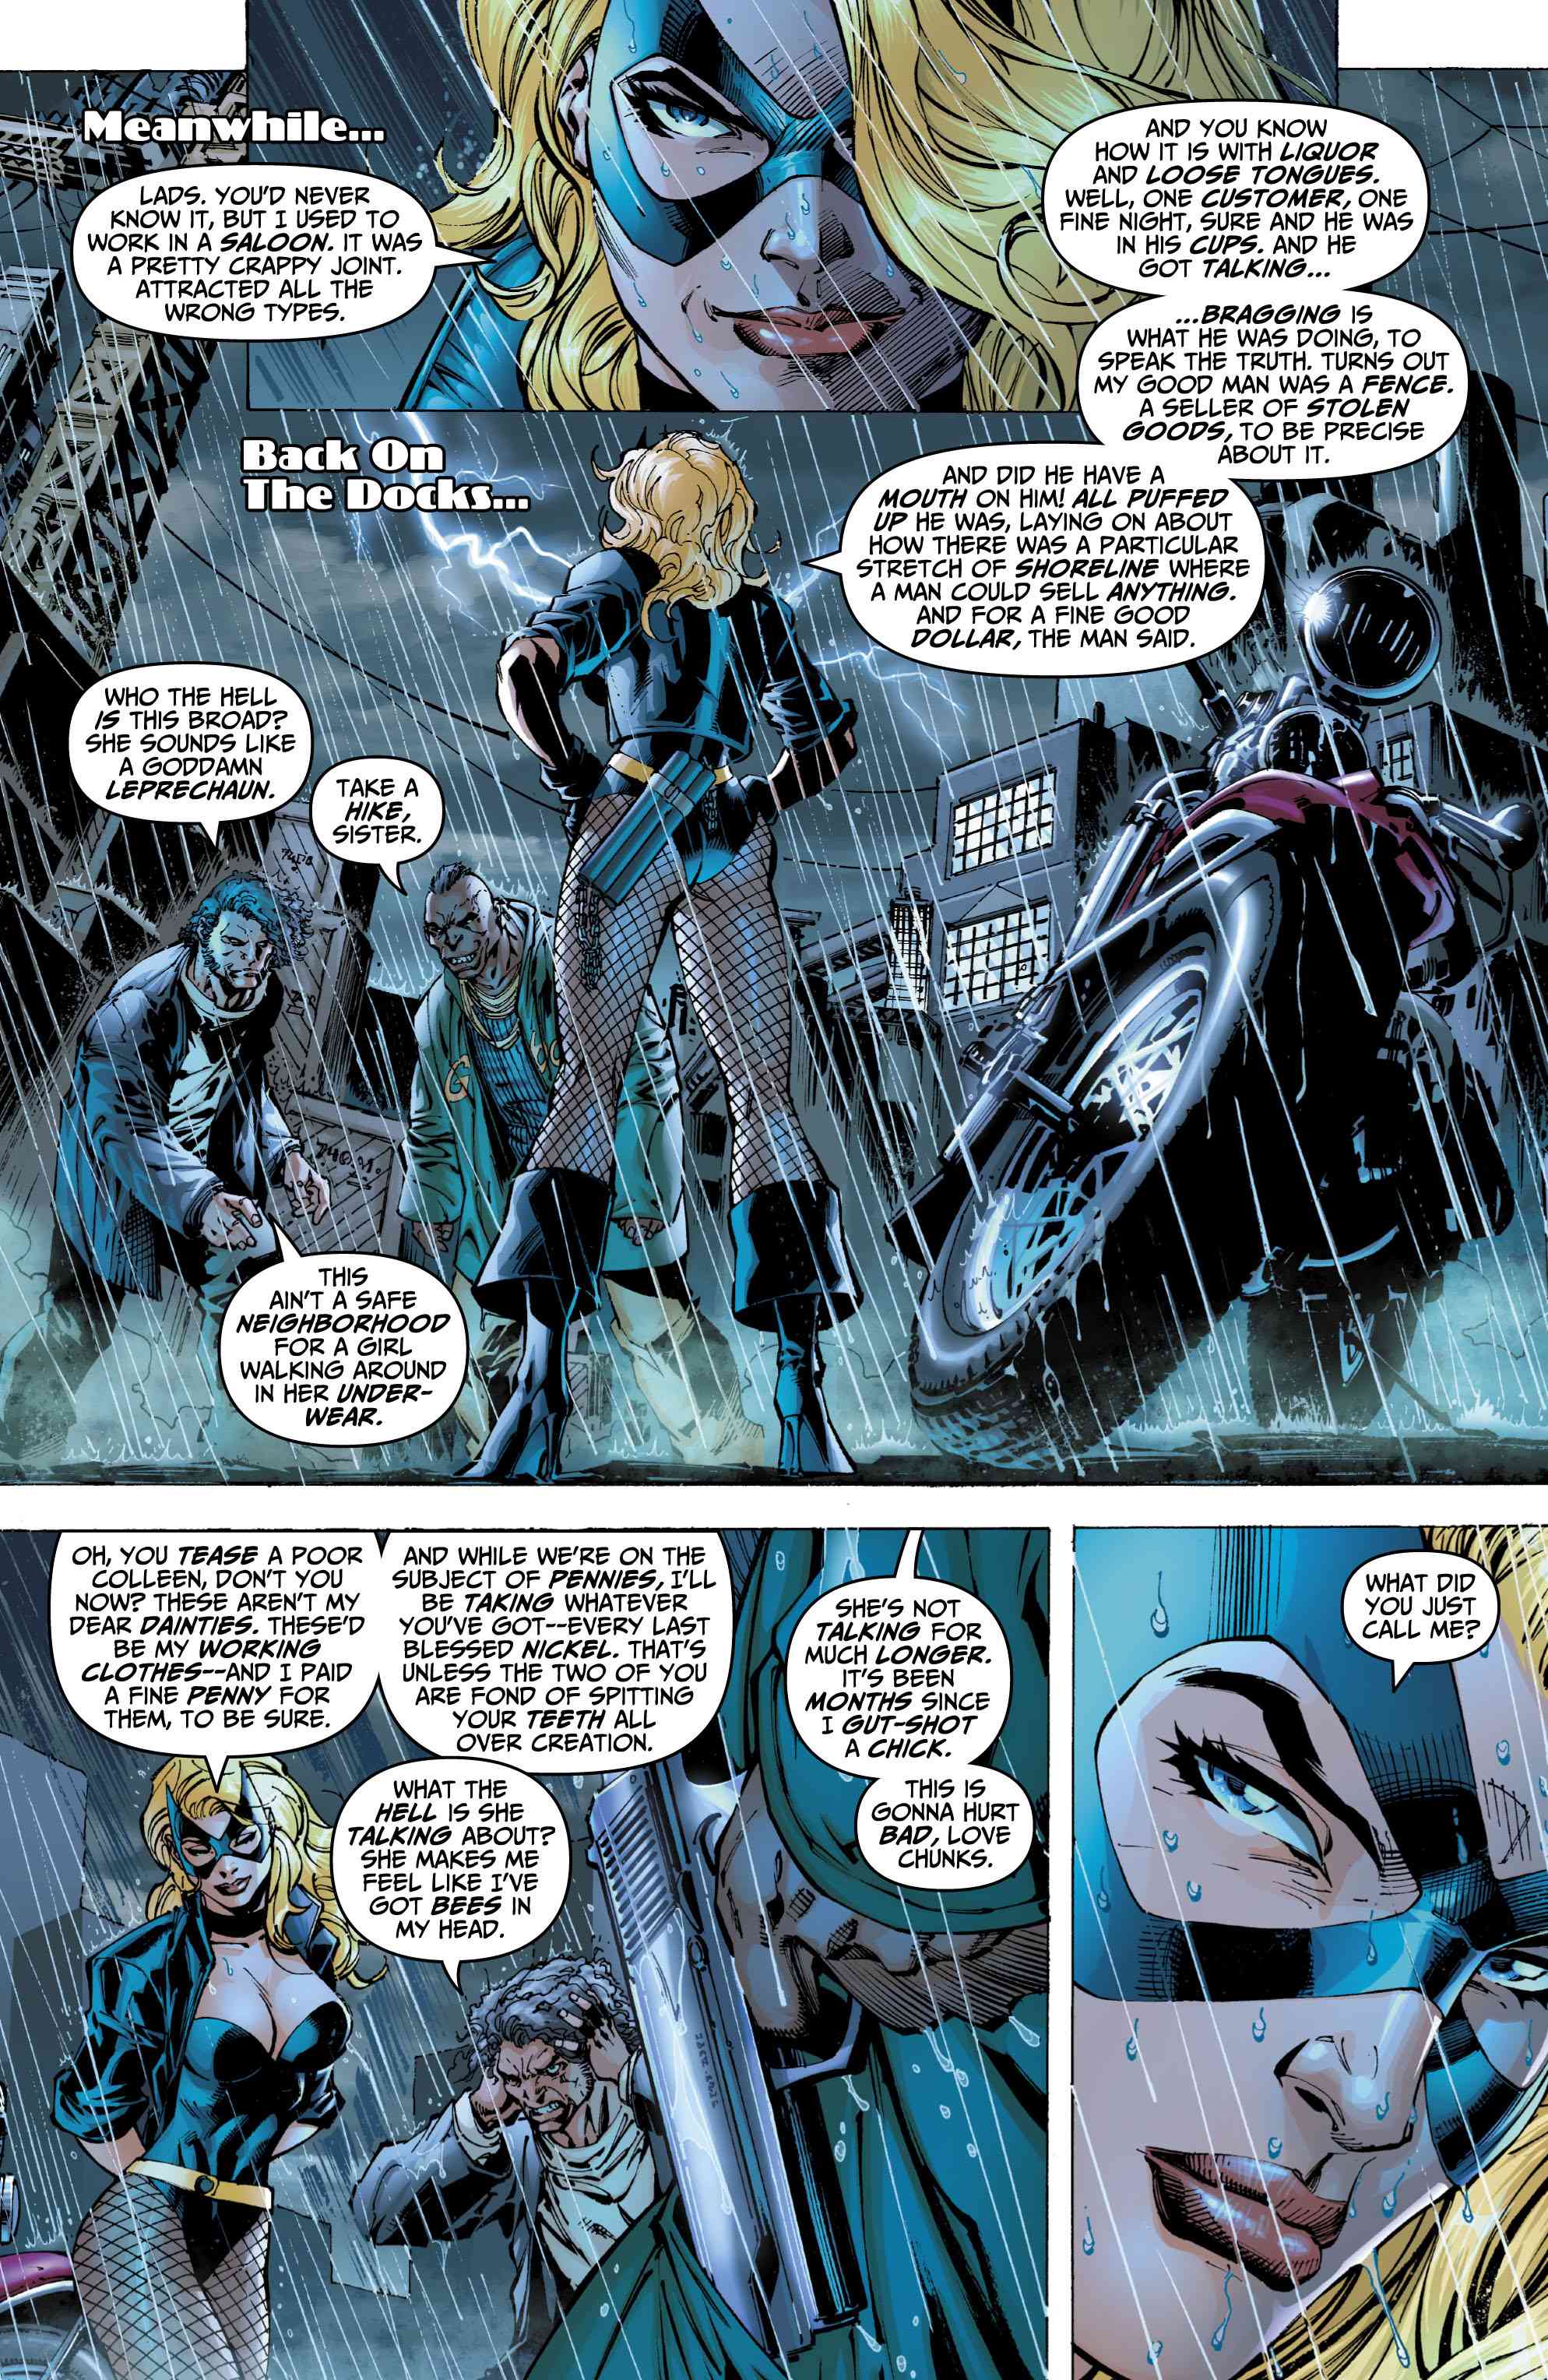 Meanwhile...
LADS. YOU'D NEVER
KNOW IT, BUT I USED TO
WORK IN A SALOON. IT WAS
A PRETTY CRAPPY JOINT.
ATTRACTED ALL THE
WRONG TYPES.
AND YOU KNOW
HOW IT IS WITH LIQUOR
AND LOOSE TONGUES.
WELL, ONE CUSTOMER, ONE
FINE NIGHT, SURE AND HE WAS
IN HIS CUPS. AND HE
GOT TALKING...
...BRAGGING IS
WHAT HE WAS DOING, TO
SPEAK THE TRUTH. TURNS OUT
MY GOOD MAN WAS A FENCE.
A SELLER OF STOLEN
GOODS, TO BE PRECISE
ABOUT IT.
Back On
The Docks...
AND DID HE HAVE A
MOUTH ON HIM! ALL PUFFED
UP HE WAS, LAYING ON ABOUT
HOW THERE WAS A PARTICULAR
STRETCH OF SHORELINE WHERE
A MAN COULD SELL ANYTHING.
AND FOR A FINE GOOD
DOLLAR, THE MAN SAID.
WHO THE HELL
IS THIS BROAD?
SHE SOUNDS LIKE
A GODDAMN
LEPRECHAUN.
TAKE A
HIKE,
SISTER.
THIS
AIN'T A SAFE
NEIGHBORHOOD
FOR A GIRL
WALKING AROUND
IN HER UNDER-
WEAR.
OH, YOU TEASE A POOR
COLLEEN, DON'T YOU
NOW? THESE AREN'T MY
DEAR DAINTIES. THESE'D
BE MY WORKING
CLOTHES--AND I PAID
A FINE PENNY FOR
THEM, TO BE SURE.
AND WHILE WE'RE ON THE
SUBJECT OF PENNIES, I'LL
BE TAKING WHATEVER
YOU'VE GOT--EVERY LAST
BLESSED NICKEL. THAT'S
UNLESS THE TWO OF YOU
ARE FOND OF SPITTING
YOUR TEETH ALL
OVER CREATION.
WHAT THE
HELL IS SHE
TALKING ABOUT?
SHE MAKES ME
FEEL LIKE I'VE
GOT BEES IN
MY HEAD.
SHE'S NOT
TALKING FOR
MUCH LONGER.
IT'S BEEN
MONTHS SINCE
I GUT-SHOT
A CHICK.
THIS IS
GONNA HURT
BAD, LOVE
CHUNKS.
WHAT DID
YOU JUST
CALL ME?